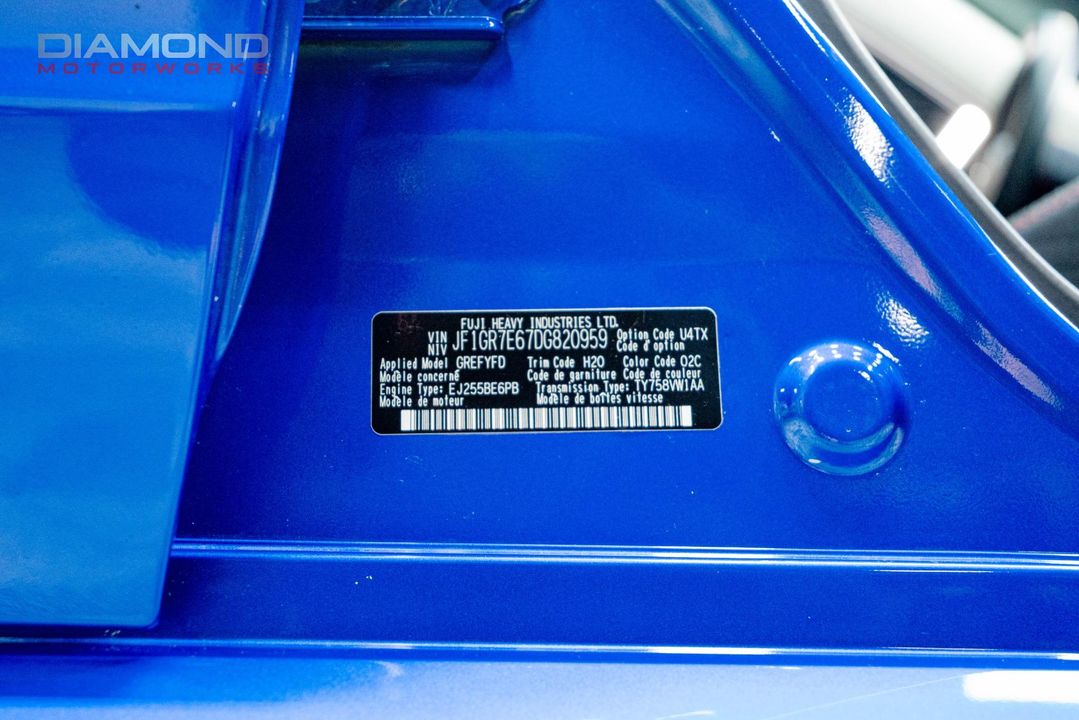 DIAMOND
MOTORWORKS
FUJI HEAVY INDUSTRIES LTD.
VIN NIV JF1GR7E67DG820959 Option Code U4TX
Code d'option
Applied Model GREFYFD Trim Code H20 Color Code 02C
Modèle concerné Code de garniture Code de couleur
Engine Type: EJ255BE6PB Transmission Type: TY758VW1AA
Modèle de moteur Modèle de boîtes vitesse